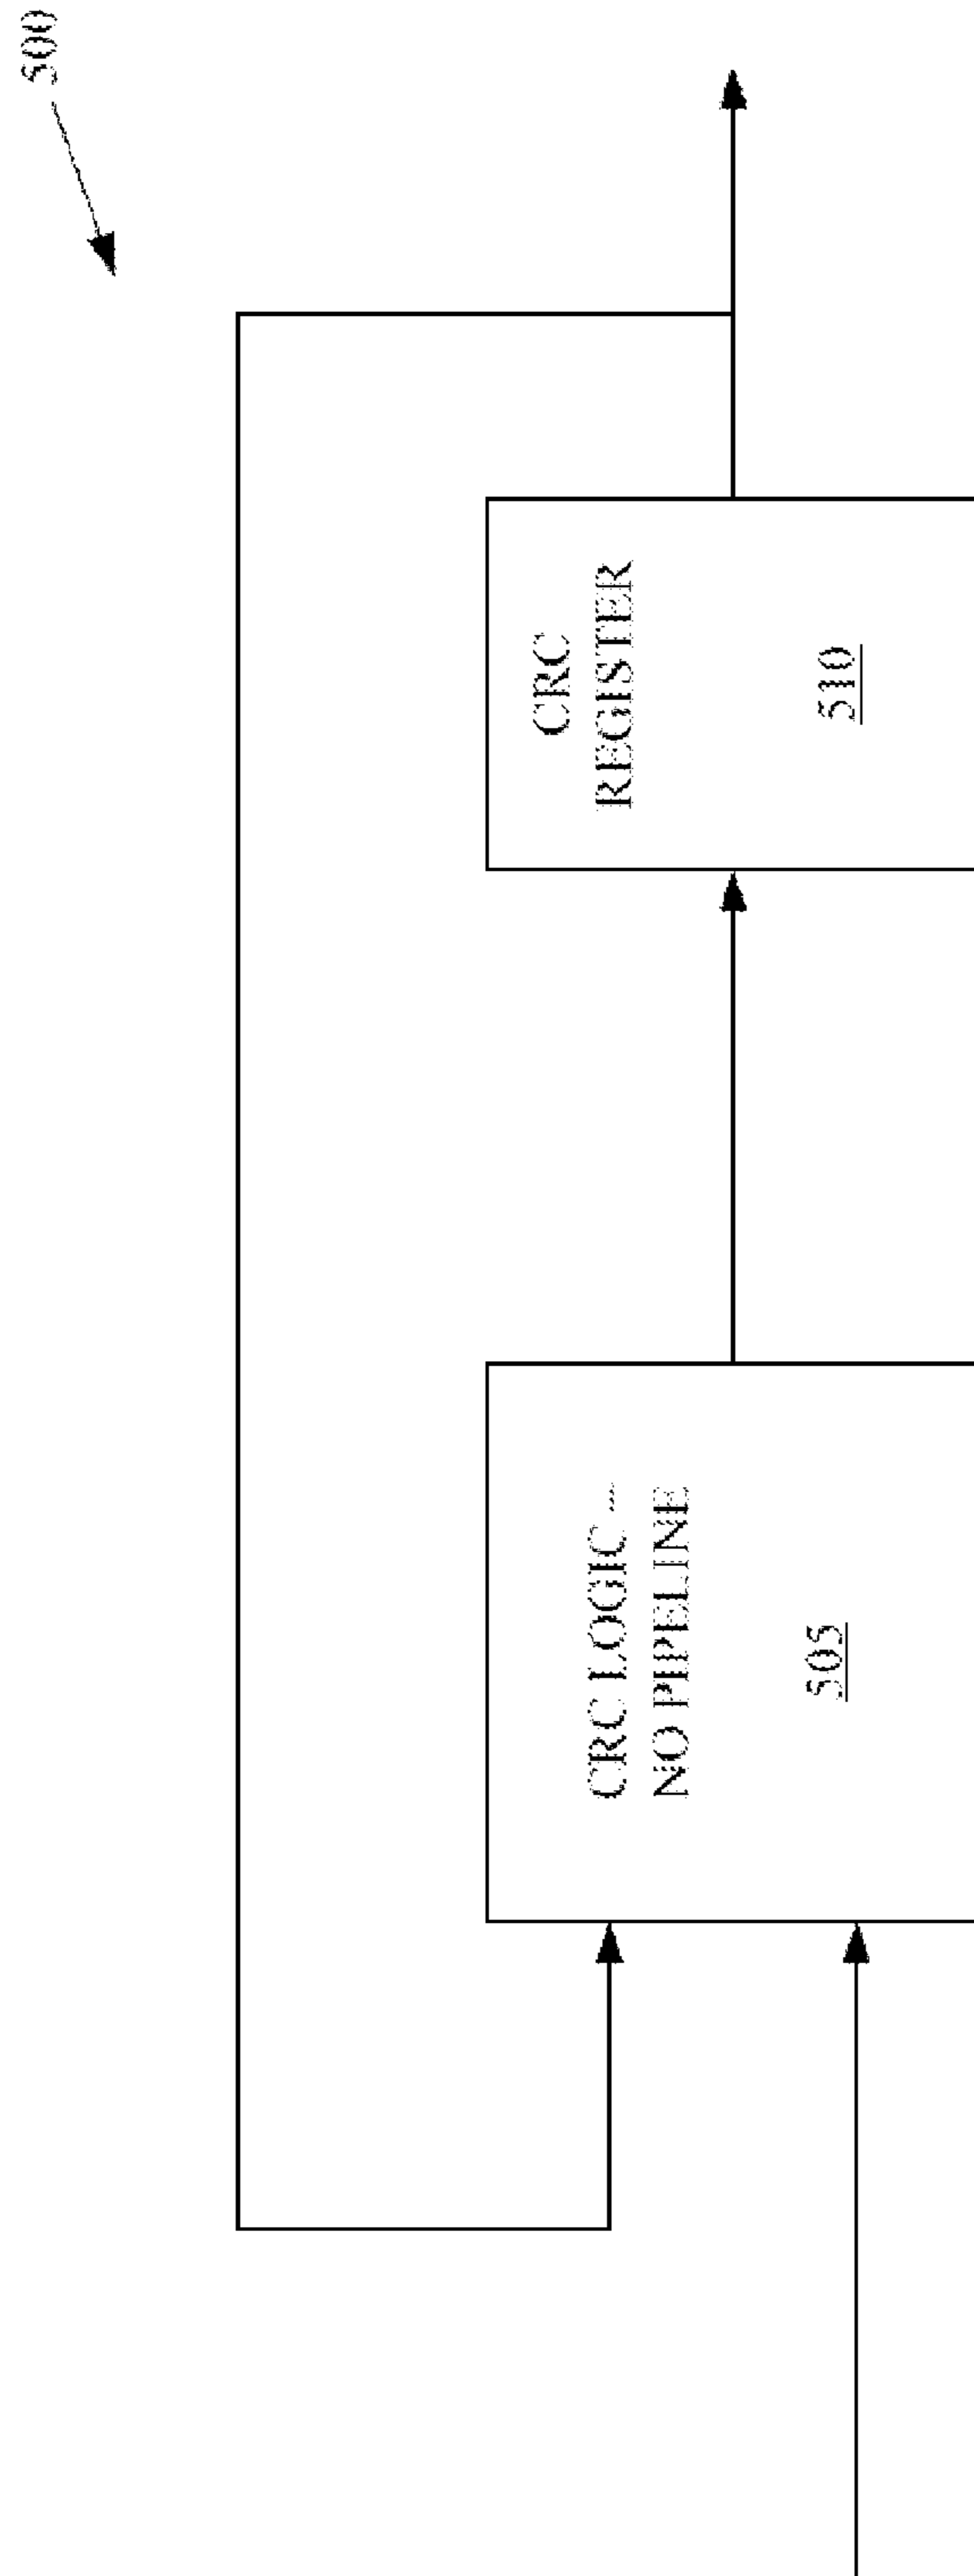 500
CRC LOGIC –
NO PIPELINE
505
CRC
REGISTER
510